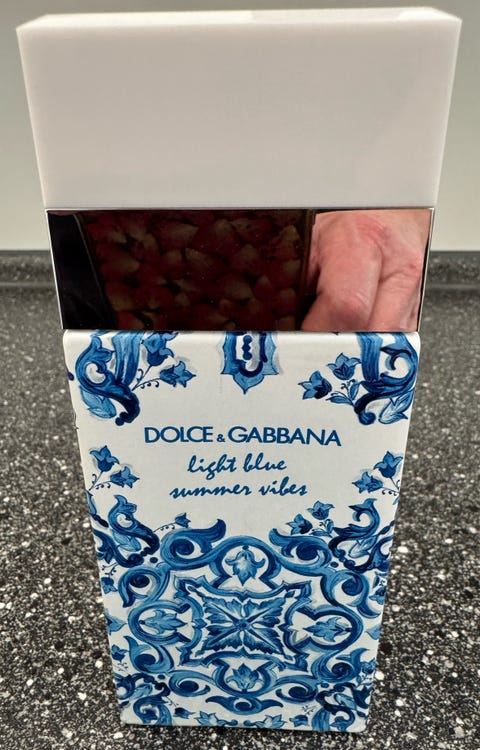 DOLCE & GABBANA
light blue
summer vibes